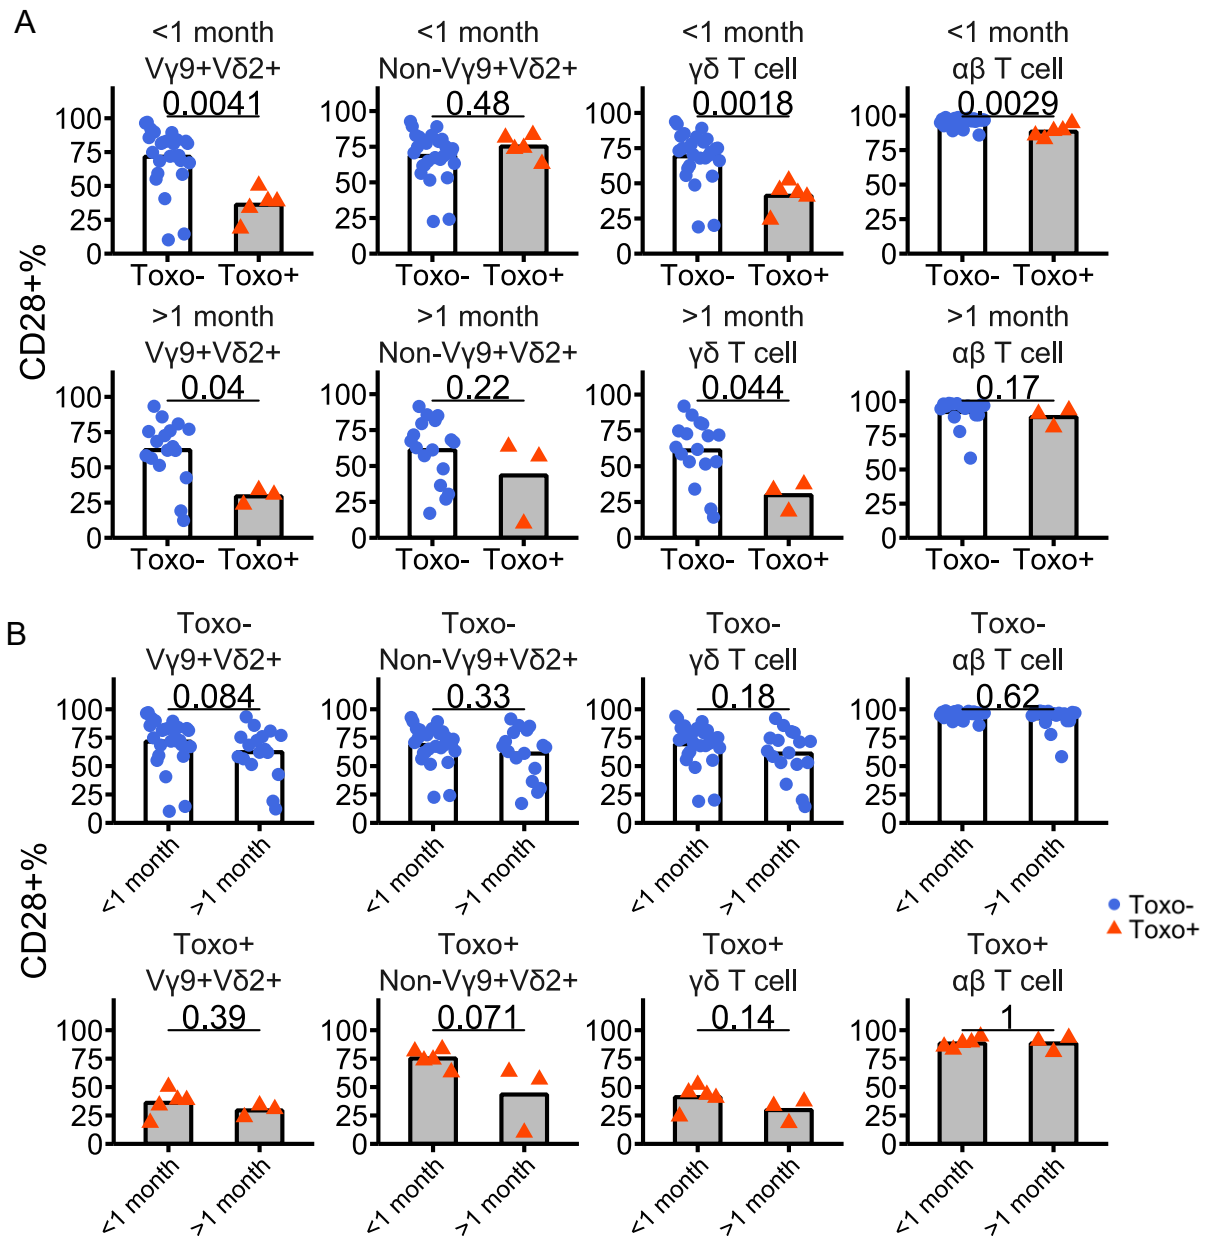 A
<1 month <1 month <1 month <1 month
Vγ9+Vδ2+ Non-Vγ9+Vδ2+ γδ T cell αβ T cell
0.0041 0.48 0.0018 0.0029
100 100 100 100
75 75 75 75
50 50 50 50
25 25 25 25
0 0 0 0
Toxo- Toxo+ Toxo- Toxo+ Toxo- Toxo+ Toxo- Toxo+
CD28+%
>1 month >1 month >1 month >1 month
Vγ9+Vδ2+ Non-Vγ9+Vδ2+ γδ T cell αβ T cell
0.04 0.22 0.044 0.17
100 100 100 100
75 75 75 75
50 50 50 50
25 25 25 25
0 0 0 0
Toxo- Toxo+ Toxo- Toxo+ Toxo- Toxo+ Toxo- Toxo+
B
Toxo- Toxo- Toxo- Toxo-
Vγ9+Vδ2+ Non-Vγ9+Vδ2+ γδ T cell αβ T cell
0.084 0.33 0.18 0.62
100 100 100 100
75 75 75 75
50 50 50 50
25 25 25 25
0 0 0 0
<1 month >1 month <1 month >1 month <1 month >1 month <1 month >1 month
CD28+%
Toxo-
Toxo+
Toxo+ Toxo+ Toxo+ Toxo+
Vγ9+Vδ2+ Non-Vγ9+Vδ2+ γδ T cell αβ T cell
0.39 0.071 0.14 1
100 100 100 100
75 75 75 75
50 50 50 50
25 25 25 25
0 0 0 0
<1 month >1 month <1 month >1 month <1 month >1 month <1 month >1 month